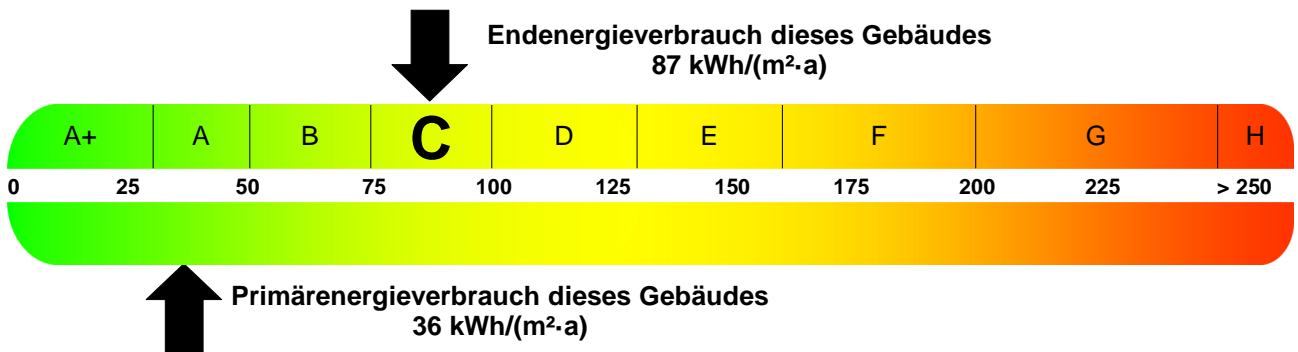 Endenergieverbrauch dieses Gebäudes
87 kWh/(m²·a)
A+ A B C D E F G H
0 25 50 75 100 125 150 175 200 225 > 250
Primärenergieverbrauch dieses Gebäudes
36 kWh/(m²·a)